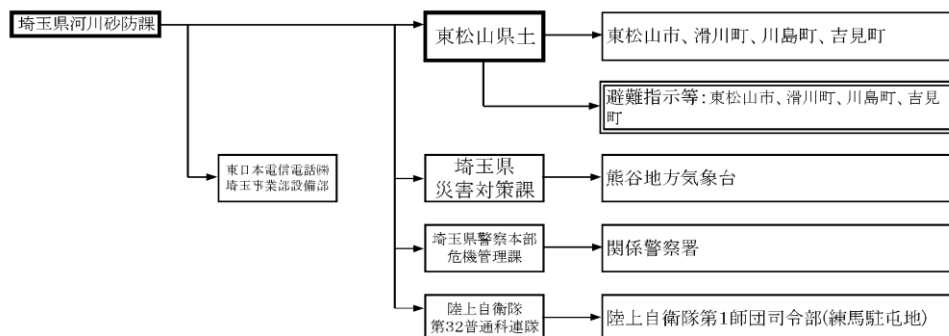 埼玉県河川砂防課
東松山県土
東松山市、滑川町、川島町、吉見町
避難指示等:東松山市、滑川町、川島町、吉見
町
東日本電信電話㈱
埼玉事業部設備部
埼玉県
災害対策課
熊谷地方気象台
埼玉県警察本部
危機管理課
関係警察署
陸上自衛隊
第32普通科連隊
陸上自衛隊第1師団司令部(練馬駐屯地)